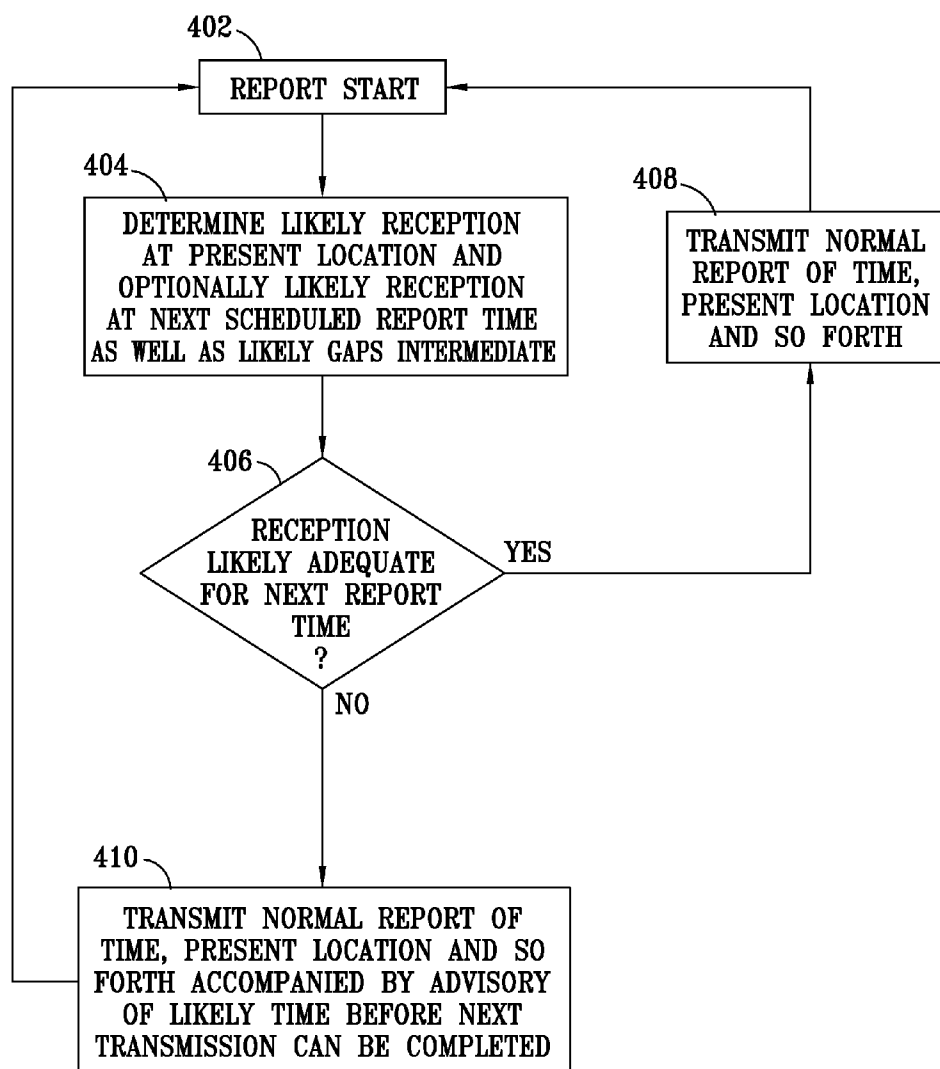 402
REPORT START
404
DETERMINE LIKELY RECEPTION
AT PRESENT LOCATION AND
OPTIONALLY LIKELY RECEPTION
AT NEXT SCHEDULED REPORT TIME
AS WELL AS LIKELY GAPS INTERMEDIATE
408
TRANSMIT NORMAL
REPORT OF TIME,
PRESENT LOCATION
AND SO FORTH
406
RECEPTION
LIKELY ADEQUATE
FOR NEXT REPORT
TIME
?
YES
NO
410
TRANSMIT NORMAL REPORT OF
TIME, PRESENT LOCATION AND SO
FORTH ACCOMPANIED BY ADVISORY
OF LIKELY TIME BEFORE NEXT
TRANSMISSION CAN BE COMPLETED